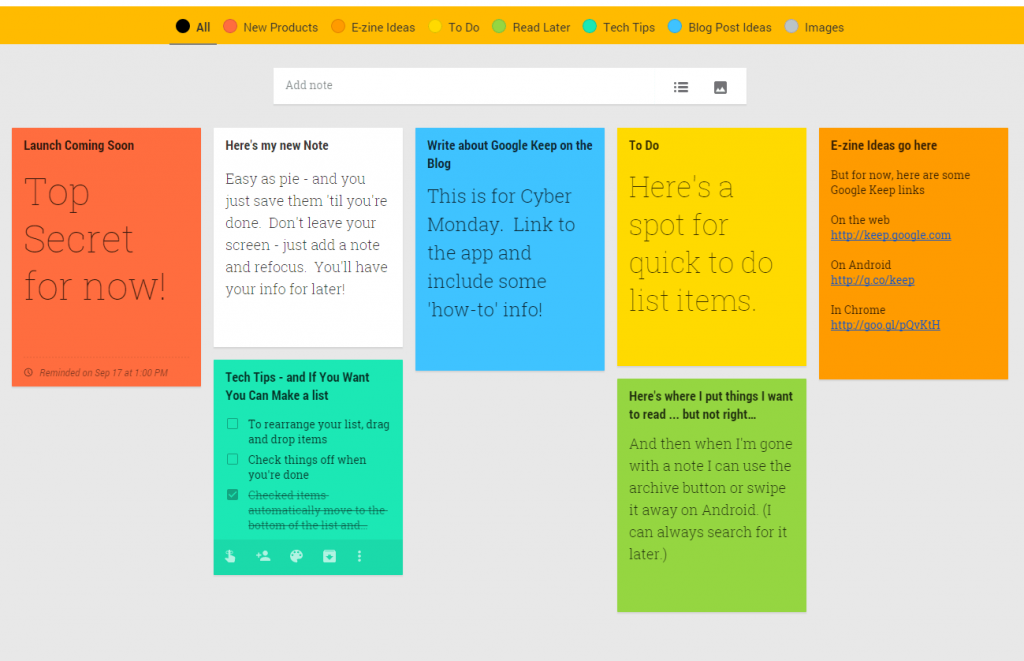 All New Products E-zine Ideas To Do Read Later Tech Tips Blog Post Ideas Images
Add note
Launch Coming Soon
Top
Secret
for now!
Reminded on Sep 17 at 1:00 PM
Here's my new Note
Easy as pie - and you
just save them 'til you're
done.  Don't leave your
screen - just add a note
and refocus.  You'll have
your info for later!
Tech Tips - and If You Want
You Can Make a list
To rearrange your list, drag
and drop items
Check things off when
you're done
Checked items
automatically move to the
bottom of the list and…
Write about Google Keep on the
Blog
This is for Cyber
Monday.  Link to
the app and
include some
'how-to' info!
To Do
Here's a
spot for
quick to do
list items.
Here's where I put things I want
to read ... but not right…
And then when I'm gone
with a note I can use the
archive button or swipe
it away on Android. (I
can always search for it
later.)
E-zine Ideas go here
But for now, here are some
Google Keep links
On the web
http://keep.google.com
On Android
http://g.co/keep
In Chrome
http://goo.gl/pQvKtH